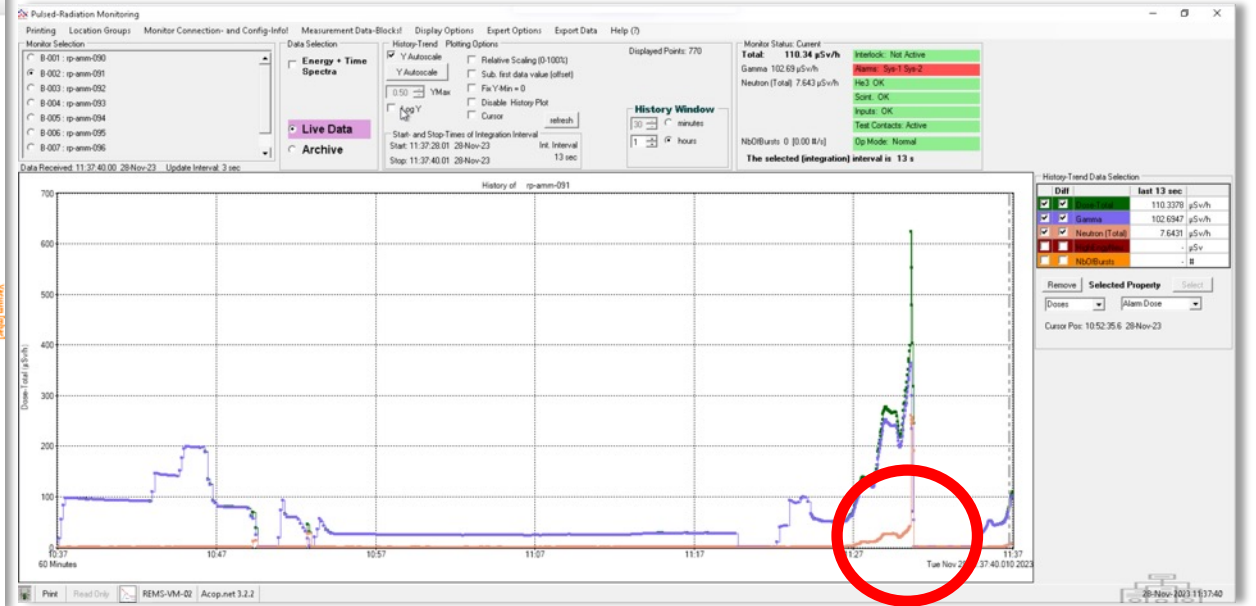 Pulsed-Radiation Monitoring
Printing Location Groups Monitor Connection- and Config-Info! Measurement Data-Blocks! Display Options Expert Options Export Data Help (?)
Monitor Selection
B-001 : rp-amm-090
B-002 : rp-amm-091
B-003 : rp-amm-092
B-004 : rp-amm-093
B-005 : rp-amm-094
B-006 : rp-amm-095
B-007 : rp-amm-096
Data Received: 11:37:40.00 28-Nov-23 Update Interval: 3 sec
Data Selection
Energy + Time
Spectra
Live Data
Archive
History-Trend Plotting Options
Y Autoscale
Y Autoscale
0.50 YMax
Log Y
Relative Scaling (0-100%)
Sub. first data value (offset)
Fix Y-Min = 0
Disable History Plot
Cursor
refresh
Start- and Stop-Times of Integration Interval
Start: 11:37:28.01 28-Nov-23 Int. Interval
Stop: 11:37:40.01 28-Nov-23 13 sec
Displayed Points: 770
History Window
30 minutes
1 hours
Monitor Status: Current
Total: 110.34 µSv/h
Gamma 102.69 µSv/h
Neutron (Total) 7.643 µSv/h
NbOfBursts 0 [0.00 #/s]
Interlock: Not Active
Alarms: Sys-1 Sys-2
He3 OK
Scint. OK
Inputs: OK
Test Contacts: Active
Op Mode: Normal
The selected (integration) interval is 13 s
History of rp-amm-091
Dose-Total (µSv/h)
700
600
500
400
300
200
100
0
10:37
10:47
10:57
11:07
11:17
11:27
11:37
60 Minutes
History-Trend Data Selection
Diff last 13 sec
Dose-Total 110.3378 µSv/h
Gamma 102.6947 µSv/h
Neutron (Total) 7.6431 µSv/h
- µSv
NbOfBursts - #
Remove Selected Property Select
Doses Alarm Dose
Cursor Pos: 10:52:35.6 28-Nov-23
Print Read Only REMS-VM-02 Acop.net 3.2.2
28-Nov-2023 11:37:40